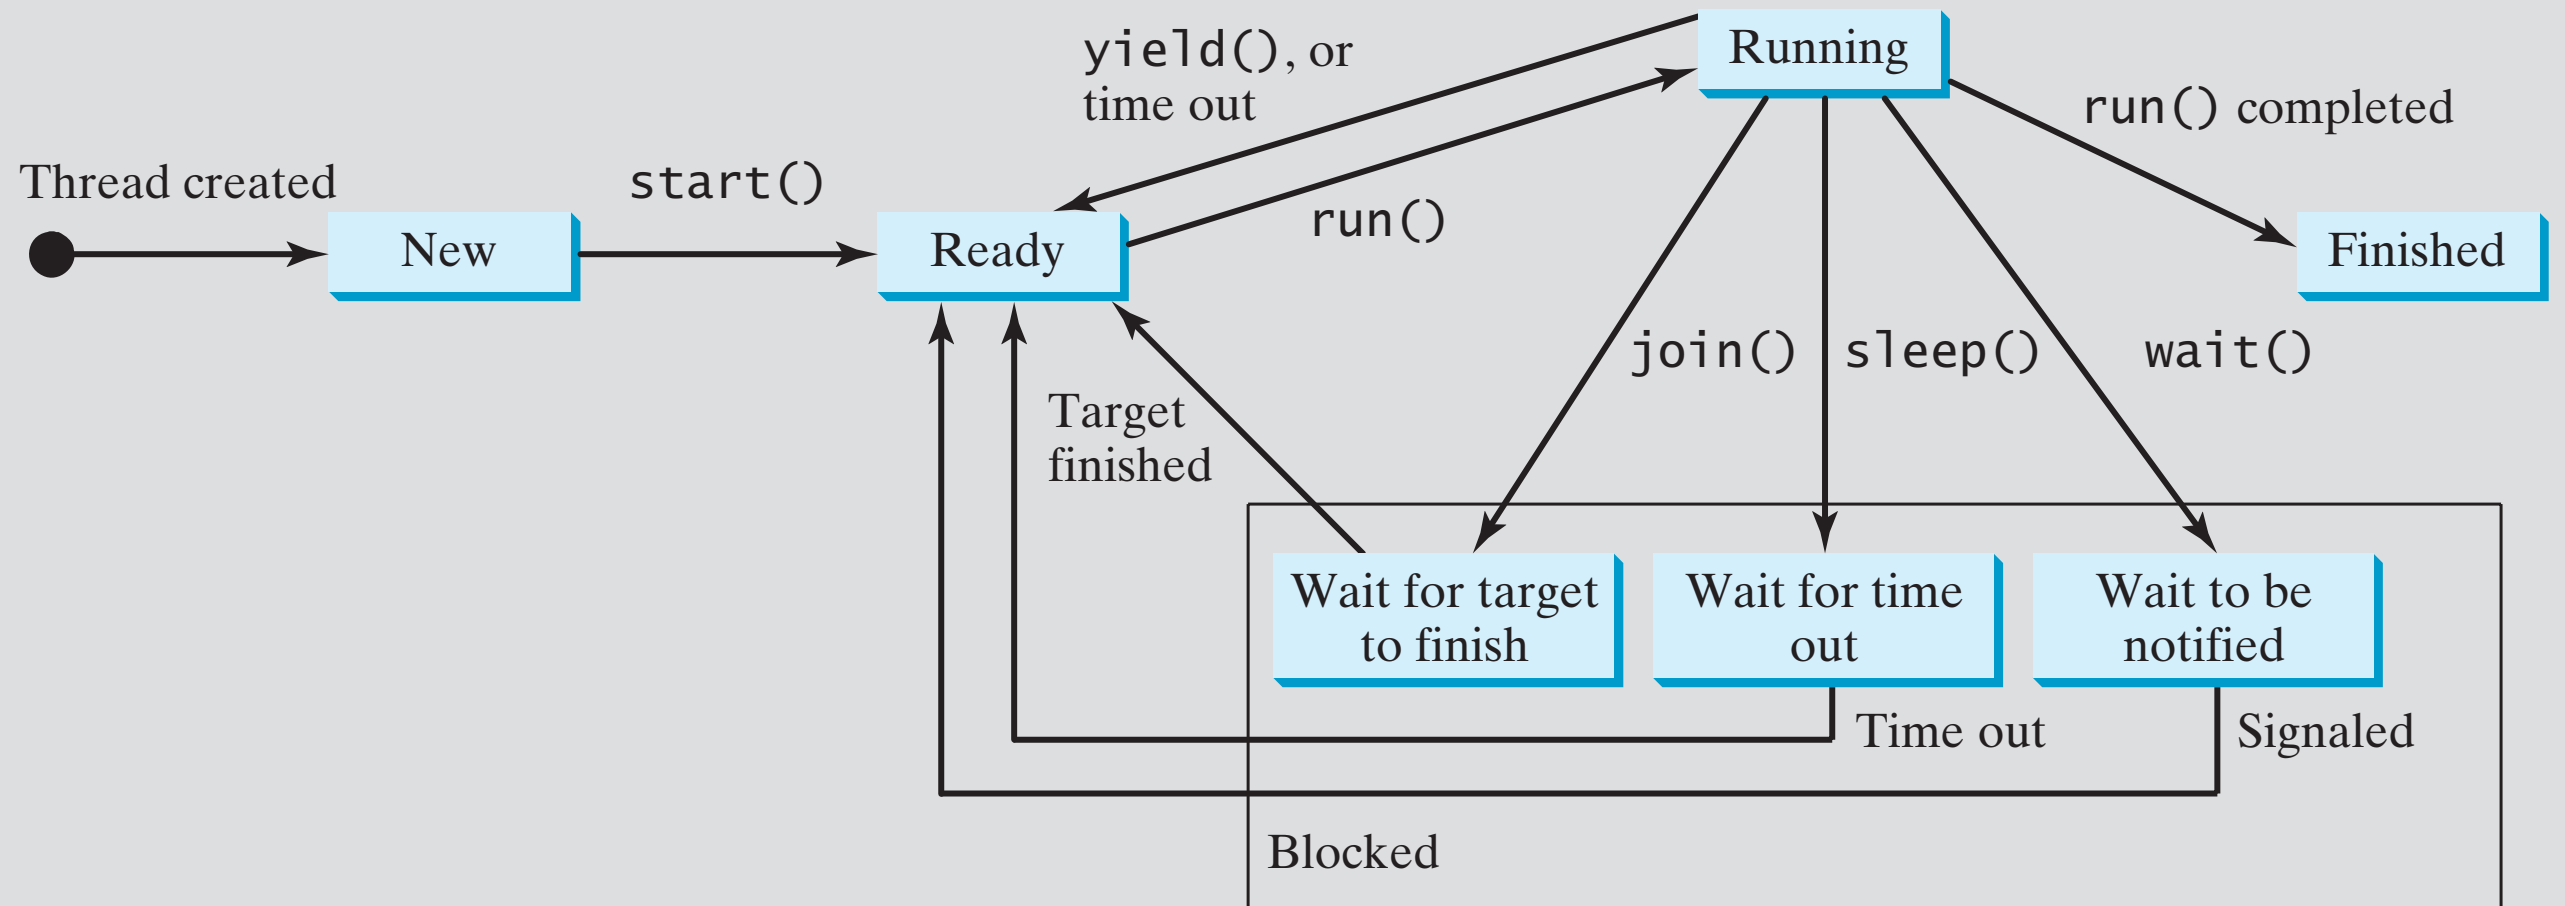 Running
yield(), or
time out
run() completed
Thread created
start()
run()
New
Ready
Finished
join()
sleep()
wait()
Target
finished
Wait for target
to finish
Wait for time
out
Wait to be
notified
Time out
Signaled
Blocked